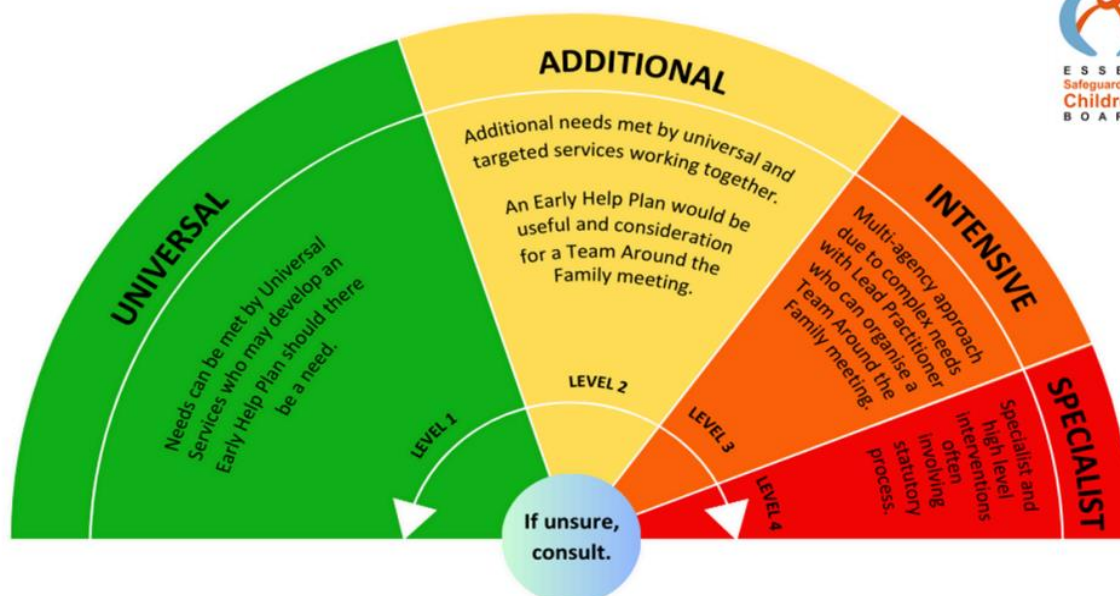 UNIVERSAL
Needs can be met by Universal
Services who may develop an
Early Help Plan should there
be a need.
LEVEL 1
ADDITIONAL
Additional needs met by universal and
targeted services working together.
An Early Help Plan would be
useful and consideration
for a Team Around the
Family meeting.
LEVEL 2
INTENSIVE
Multi-agency approach
due to complex needs
with Lead Practitioner
who can organise a
Team Around the
Family meeting.
LEVEL 3
SPECIALIST
Specialist and
high level
interventions
often
involving
statutory
process.
LEVEL 4
If unsure,
consult.